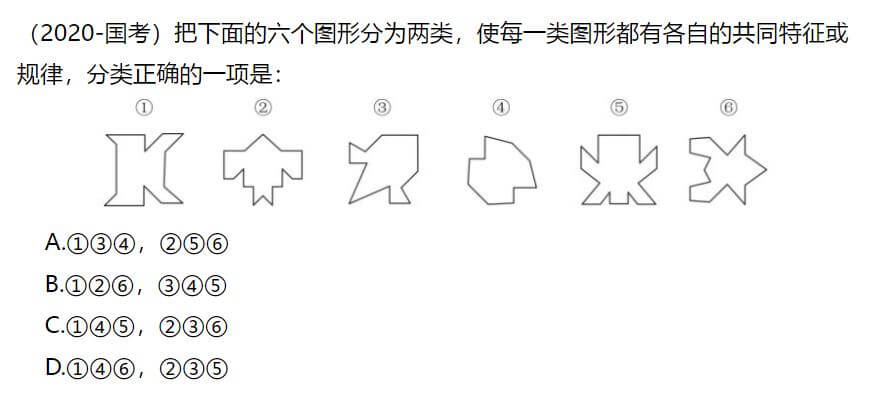 （2020-国考）把下面的六个图形分为两类，使每一类图形都有各自的共同特征或
规律，分类正确的一项是：
① ② ③ ④ ⑤ ⑥
A.①③④，②⑤⑥
B.①②⑥，③④⑤
C.①④⑤，②③⑥
D.①④⑥，②③⑤